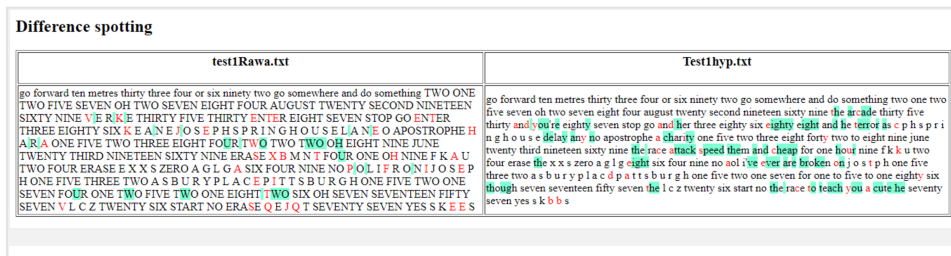 Difference spotting
test1Rawa.txt
go forward ten metres thirty three four or six ninety two go somewhere and do something TWO ONE
TWO FIVE SEVEN OH TWO SEVEN EIGHT FOUR AUGUST TWENTY SECOND NINETEEN
SIXTY NINE V E R K E THIRTY FIVE THIRTY ENTER EIGHT SEVEN STOP GO ENTER
THREE EIGHTY SIX K E A N E J O S E P H S P R I N G H O U S E L A N E O APOSTROPHE H
A R A ONE FIVE TWO THREE EIGHT FOUR TWO TWO TWO OH EIGHT NINE JUNE
TWENTY THIRD NINETEEN SIXTY NINE ERASE X B M N T FOUR ONE OH NINE F K A U
TWO FOUR ERASE E X X S ZERO A G L G A SIX FOUR NINE NO P O L I F R O N I J O S E P
H ONE FIVE THREE TWO A S B U R Y P L A C E P I T T S B U R G H ONE FIVE TWO ONE
SEVEN FOUR ONE TWO FIVE TWO ONE EIGHT TWO SIX OH SEVEN SEVENTEEN FIFTY
SEVEN V L C Z TWENTY SIX START NO ERASE Q E J Q T SEVENTY SEVEN YES S K E E S
Test1hyp.txt
go forward ten metres thirty three four or six ninety two go somewhere and do something two one two
five seven oh two seven eight four august twenty second nineteen sixty nine the arcade thirty five
thirty and you're eighty seven stop go and her three eighty six eighty eight and he terror as c p h s p r i
n g h o u s e delay any no apostrophe a charity one five two three eight forty two to eight nine june
twenty third nineteen sixty nine the race attack speed them and cheap for one hour nine f k k u two
four erase the x x s zero a g l g eight six four nine no aol i've ever are broken on j o s t p h one five
three two a s b u r y p l a c d p a t t s b u r g h one five two one seven for one to five to one eighty six
though seven seventeen fifty seven the l c z twenty six start no the race to teach you a cute he seventy
seven yes s k b b s